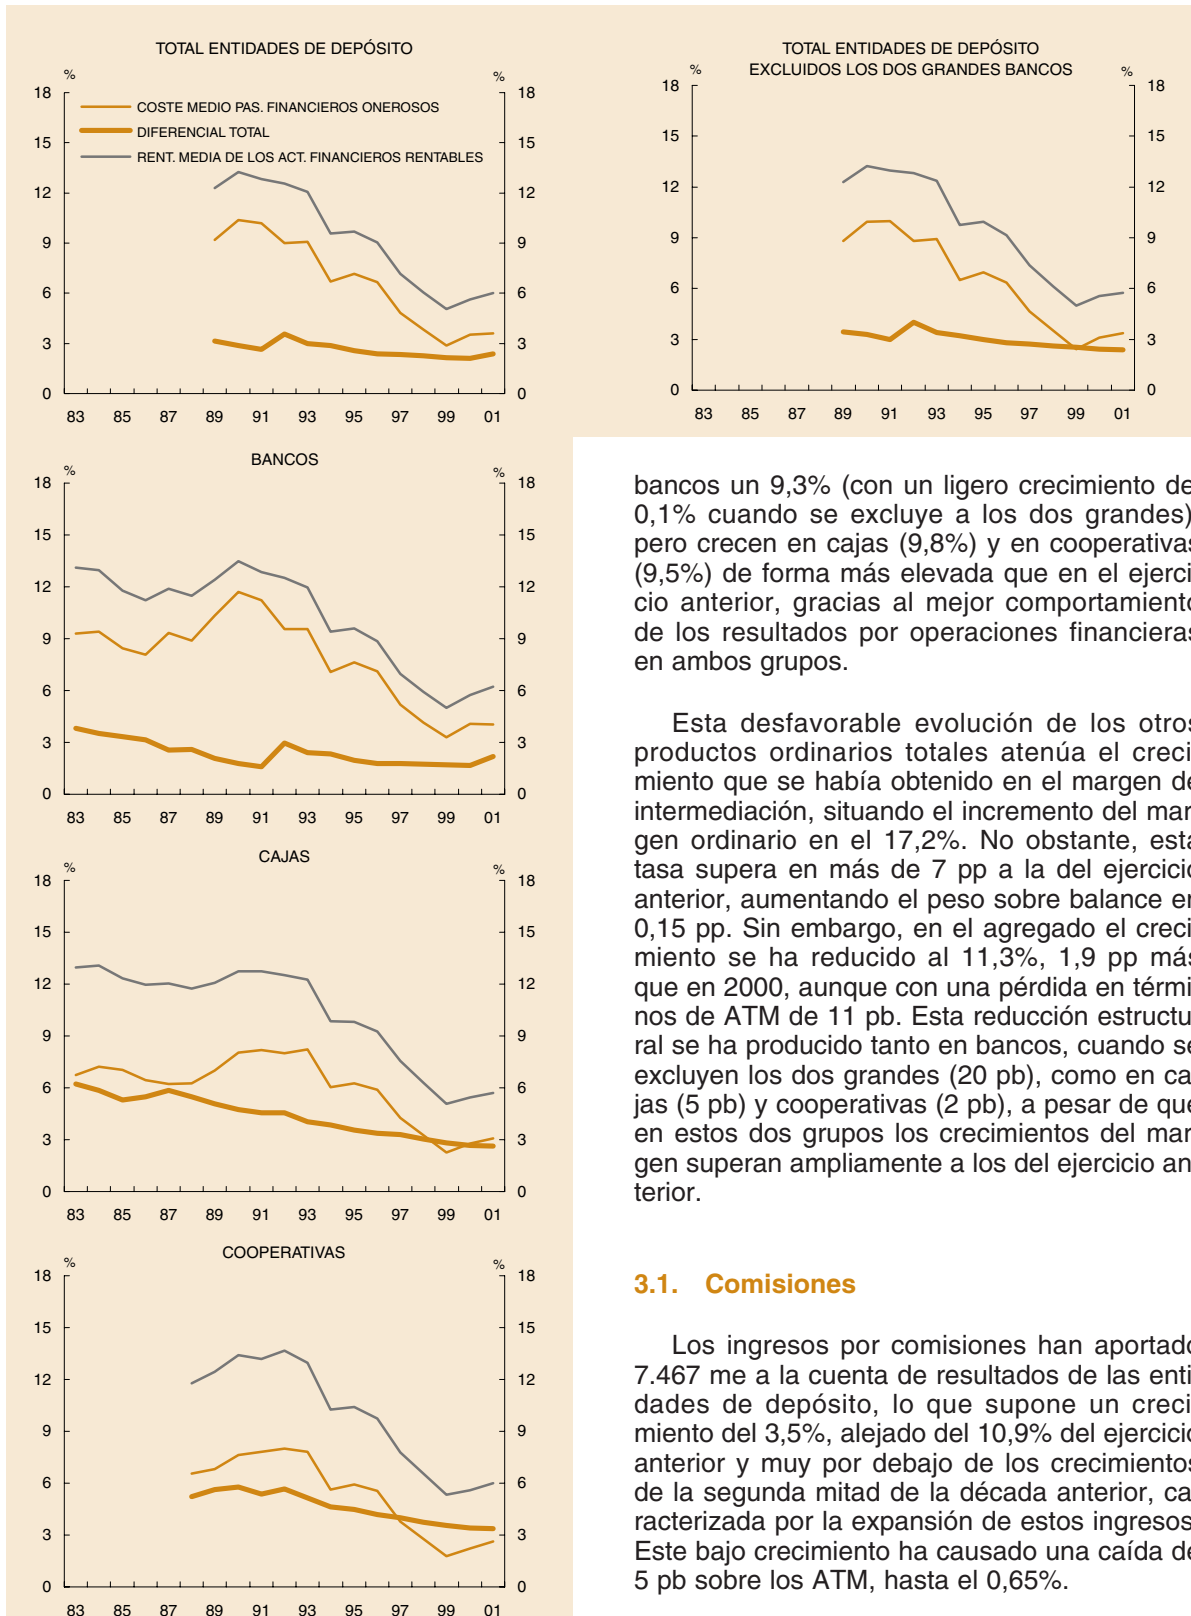 TOTAL ENTIDADES DE DEPÓSITO
%
%
18 18
COSTE MEDIO PAS. FINANCIEROS ONEROSOS
DIFERENCIAL TOTAL
15 15
RENT. MEDIA DE LOS ACT. FINANCIEROS RENTABLES
12 12
9 9
6 6
3 3
0 0
83 85 87 89 91 93 95 97 99 01
TOTAL ENTIDADES DE DEPÓSITO
EXCLUIDOS LOS DOS GRANDES BANCOS
%
%
18 18
15 15
12 12
9 9
6 6
3 3
0 0
83 85 87 89 91 93 95 97 99 01
BANCOS
%
%
18 18
15 15
12 12
9 9
6 6
3 3
0 0
83 85 87 89 91 93 95 97 99 01
CAJAS
%
%
18 18
15 15
12 12
9 9
6 6
3 3
0 0
83 85 87 89 91 93 95 97 99 01
COOPERATIVAS
%
%
18 18
15 15
12 12
9 9
6 6
3 3
0 0
83 85 87 89 91 93 95 97 99 01
bancos un 9,3% (con un ligero crecimiento de
0,1% cuando se excluye a los dos grandes)
pero crecen en cajas (9,8%) y en cooperativas
(9,5%) de forma más elevada que en el ejerci
cio anterior, gracias al mejor comportamiento
de los resultados por operaciones financieras
en ambos grupos.
Esta desfavorable evolución de los otros
productos ordinarios totales atenúa el creci
miento que se había obtenido en el margen de
intermediación, situando el incremento del mar
gen ordinario en el 17,2%. No obstante, esta
tasa supera en más de 7 pp a la del ejercicio
anterior, aumentando el peso sobre balance en
0,15 pp. Sin embargo, en el agregado el creci
miento se ha reducido al 11,3%, 1,9 pp más
que en 2000, aunque con una pérdida en térmi
nos de ATM de 11 pb. Esta reducción estructu
ral se ha producido tanto en bancos, cuando se
excluyen los dos grandes (20 pb), como en ca
jas (5 pb) y cooperativas (2 pb), a pesar de que
en estos dos grupos los crecimientos del mar
gen superan ampliamente a los del ejercicio an
terior.
3.1. Comisiones
Los ingresos por comisiones han aportado
7.467 me a la cuenta de resultados de las enti
dades de depósito, lo que supone un creci
miento del 3,5%, alejado del 10,9% del ejercicio
anterior y muy por debajo de los crecimientos
de la segunda mitad de la década anterior, ca
racterizada por la expansión de estos ingresos
Este bajo crecimiento ha causado una caída de
5 pb sobre los ATM, hasta el 0,65%.